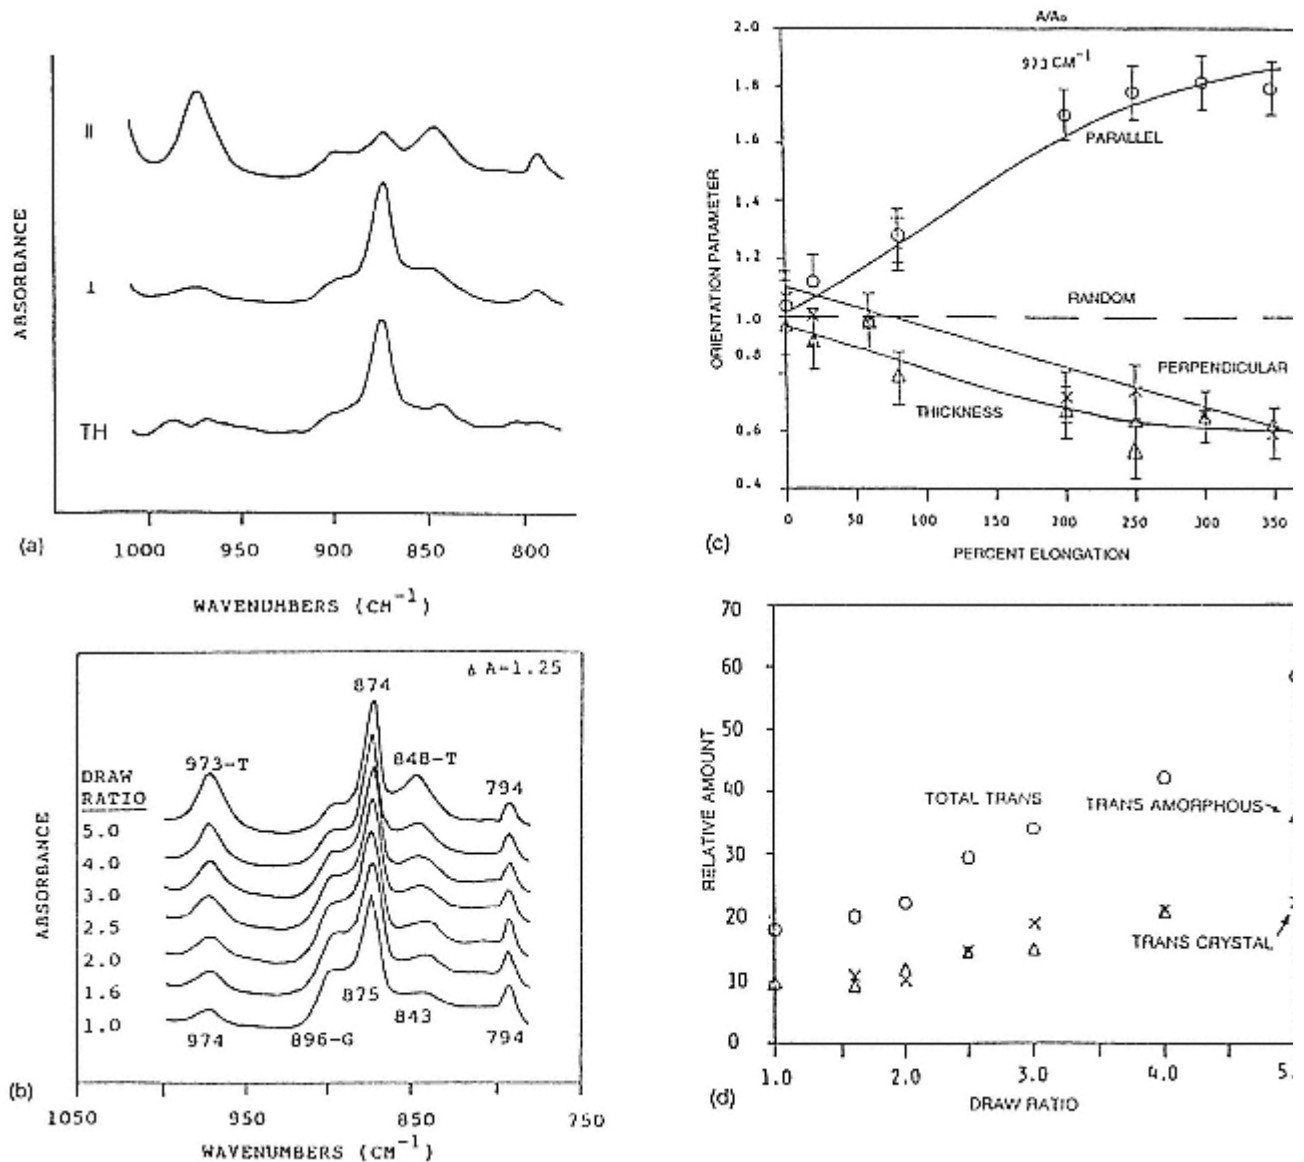 ||
⊥
TH
ABSORBANCE
1000 950 900 850 800
(a)
WAVENUMBERS (CM-1)
Δ A-1.25
874
973-T
848-T
794
DRAW
RATIO
5.0
4.0
3.0
2.5
2.0
1.6
1.0
974
896-G
875
843
794
ABSORBANCE
(b)
1050 950 850 750
WAVENUMBERS (CM-1)
A/Ao
2.0
1.8
1.6
1.4
1.2
1.0
0.8
0.6
0.4
973 CM-1
PARALLEL
RANDOM
PERPENDICULAR
THICKNESS
ORIENTATION PARAMETER
0 50 100 150 200 250 300 350
(c)
PERCENT ELONGATION
70
60
50
40
30
20
10
0
TOTAL TRANS
TRANS AMORPHOUS
TRANS CRYSTAL
RELATIVE AMOUNT
1.0 2.0 3.0 4.0 5.
(d)
DRAW RATIO